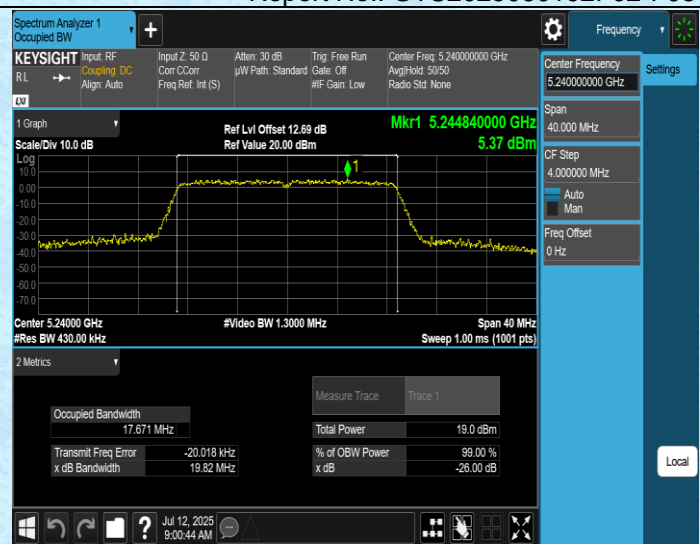 Spectrum Analyzer 1
Occupied BW
+
Frequency
KEYSIGHT
Input: RF
Input Z: 50 Ω
Atten: 30 dB
Trig: Free Run
Center Freq: 5.240000000 GHz
RL
Coupling: DC
Corr CCorr
µW Path: Standard
Gate: Off
Avg|Hold: 50/50
Align: Auto
Freq Ref: Int (S)
#IF Gain: Low
Radio Std: None
LXI
Center Frequency
5.240000000 GHz
Settings
Span
40.000 MHz
CF Step
4.000000 MHz
Auto
Man
Freq Offset
0 Hz
1 Graph
Ref Lvl Offset 12.69 dB
Mkr1 5.244840000 GHz
Scale/Div 10.0 dB
Ref Value 20.00 dBm
5.37 dBm
Log
10.0
0.00
-10.0
-20.0
-30.0
-40.0
-50.0
-60.0
-70.0
1
Center 5.24000 GHz
#Video BW 1.3000 MHz
Span 40 MHz
#Res BW 430.00 kHz
Sweep 1.00 ms (1001 pts)
2 Metrics
Measure Trace
Trace 1
Occupied Bandwidth
17.671 MHz
Total Power
19.0 dBm
Transmit Freq Error
-20.018 kHz
% of OBW Power
99.00 %
x dB Bandwidth
19.82 MHz
x dB
-26.00 dB
Local
?
Jul 12, 2025
9:00:44 AM